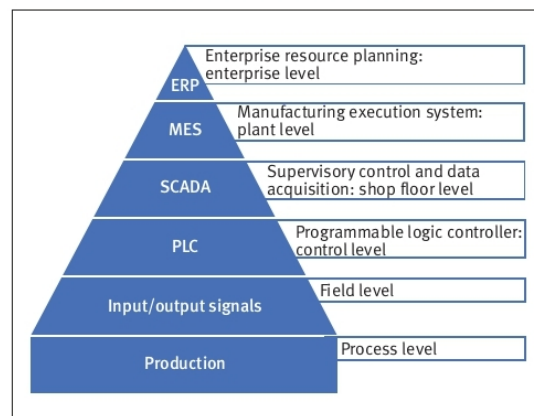 ERP
Enterprise resource planning:
enterprise level
MES
Manufacturing execution system:
plant level
SCADA
Supervisory control and data
acquisition: shop floor level
PLC
Programmable logic controller:
control level
Input/output signals
Field level
Production
Process level